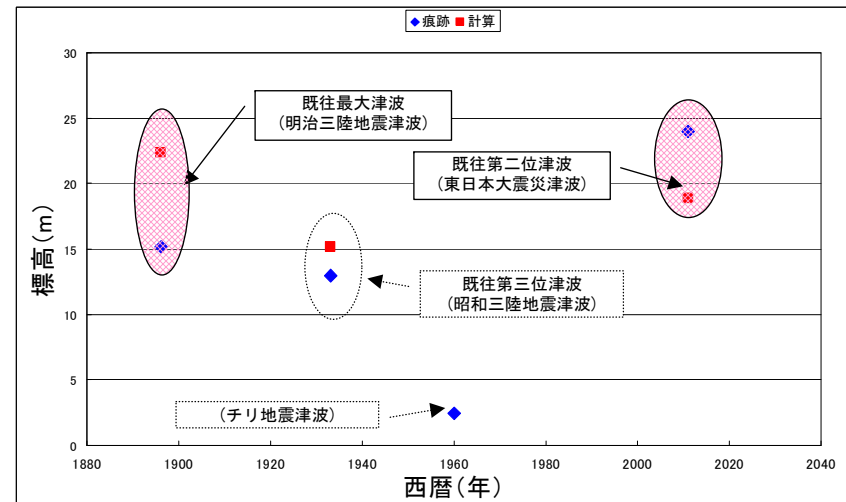 ◆痕跡 ■計算
30
25
20
15
10
5
0
標高(m)
既往最大津波
(明治三陸地震津波)
既往第二位津波
(東日本大震災津波)
既往第三位津波
(昭和三陸地震津波)
(チリ地震津波)
1880 1900 1920 1940 1960 1980 2000 2020 2040
西暦(年)